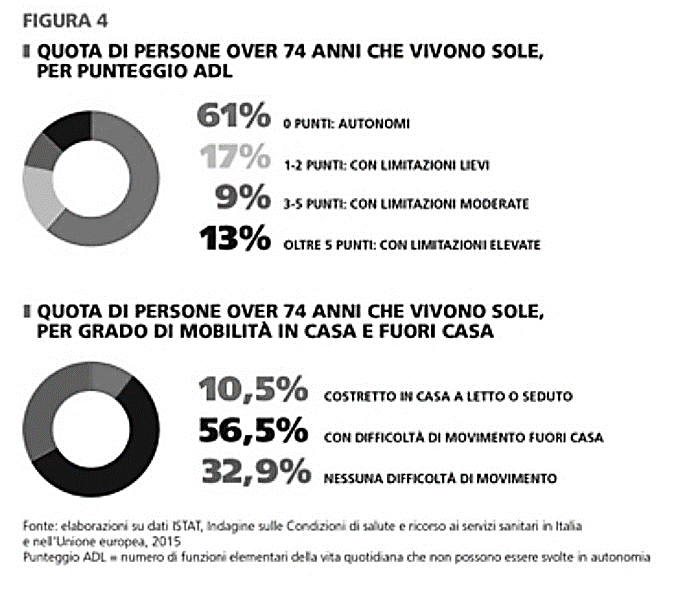 FIGURA 4
QUOTA DI PERSONE OVER 74 ANNI CHE VIVONO SOLE,
PER PUNTEGGIO ADL
61% 0 PUNTI: AUTONOMI
17% 1-2 PUNTI: CON LIMITAZIONI LIEVI
9% 3-5 PUNTI: CON LIMITAZIONI MODERATE
13% OLTRE 5 PUNTI: CON LIMITAZIONI ELEVATE
QUOTA DI PERSONE OVER 74 ANNI CHE VIVONO SOLE,
PER GRADO DI MOBILITÀ IN CASA E FUORI CASA
10,5% COSTRETTO IN CASA A LETTO O SEDUTO
56,5% CON DIFFICOLTÀ DI MOVIMENTO FUORI CASA
32,9% NESSUNA DIFFICOLTÀ DI MOVIMENTO
Fonte: elaborazioni su dati ISTAT, Indagine sulle Condizioni di salute e ricorso ai servizi sanitari in Italia
e nell'Unione europea, 2015
Punteggio ADL = numero di funzioni elementari della vita quotidiana che non possono essere svolte in autonomia